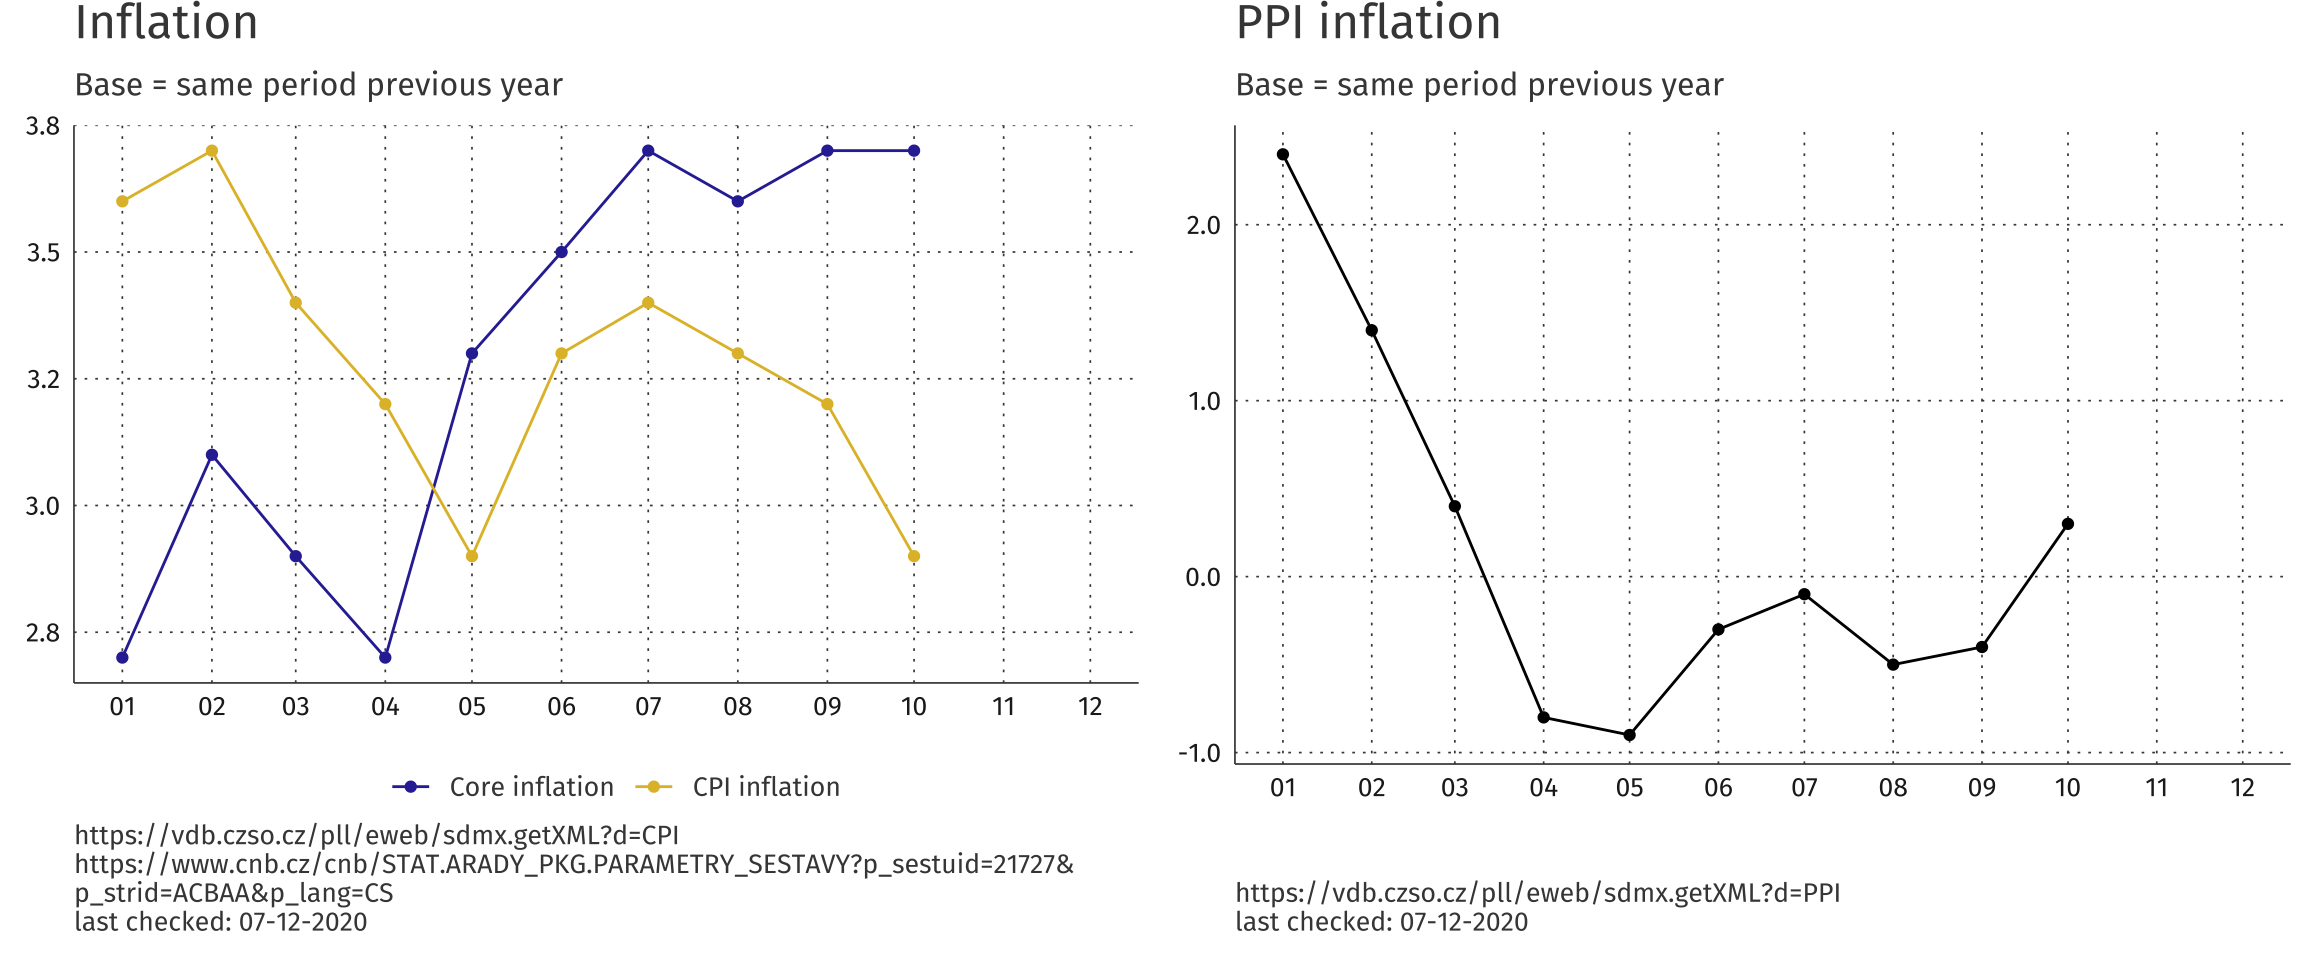 Inflation
Base = same period previous year
3.8
3.5
3.2
3.0
2.8
01 02 03 04 05 06 07 08 09 10 11 12
Core inflation CPI inflation
https://vdb.czso.cz/pll/eweb/sdmx.getXML?d=CPI
https://www.cnb.cz/cnb/STAT.ARADY_PKG.PARAMETRY_SESTAVY?p_sestuid=21727&
p_strid=ACBAA&p_lang=CS
last checked: 07-12-2020
PPI inflation
Base = same period previous year
2.0
1.0
0.0
-1.0
01 02 03 04 05 06 07 08 09 10 11 12
https://vdb.czso.cz/pll/eweb/sdmx.getXML?d=PPI
last checked: 07-12-2020